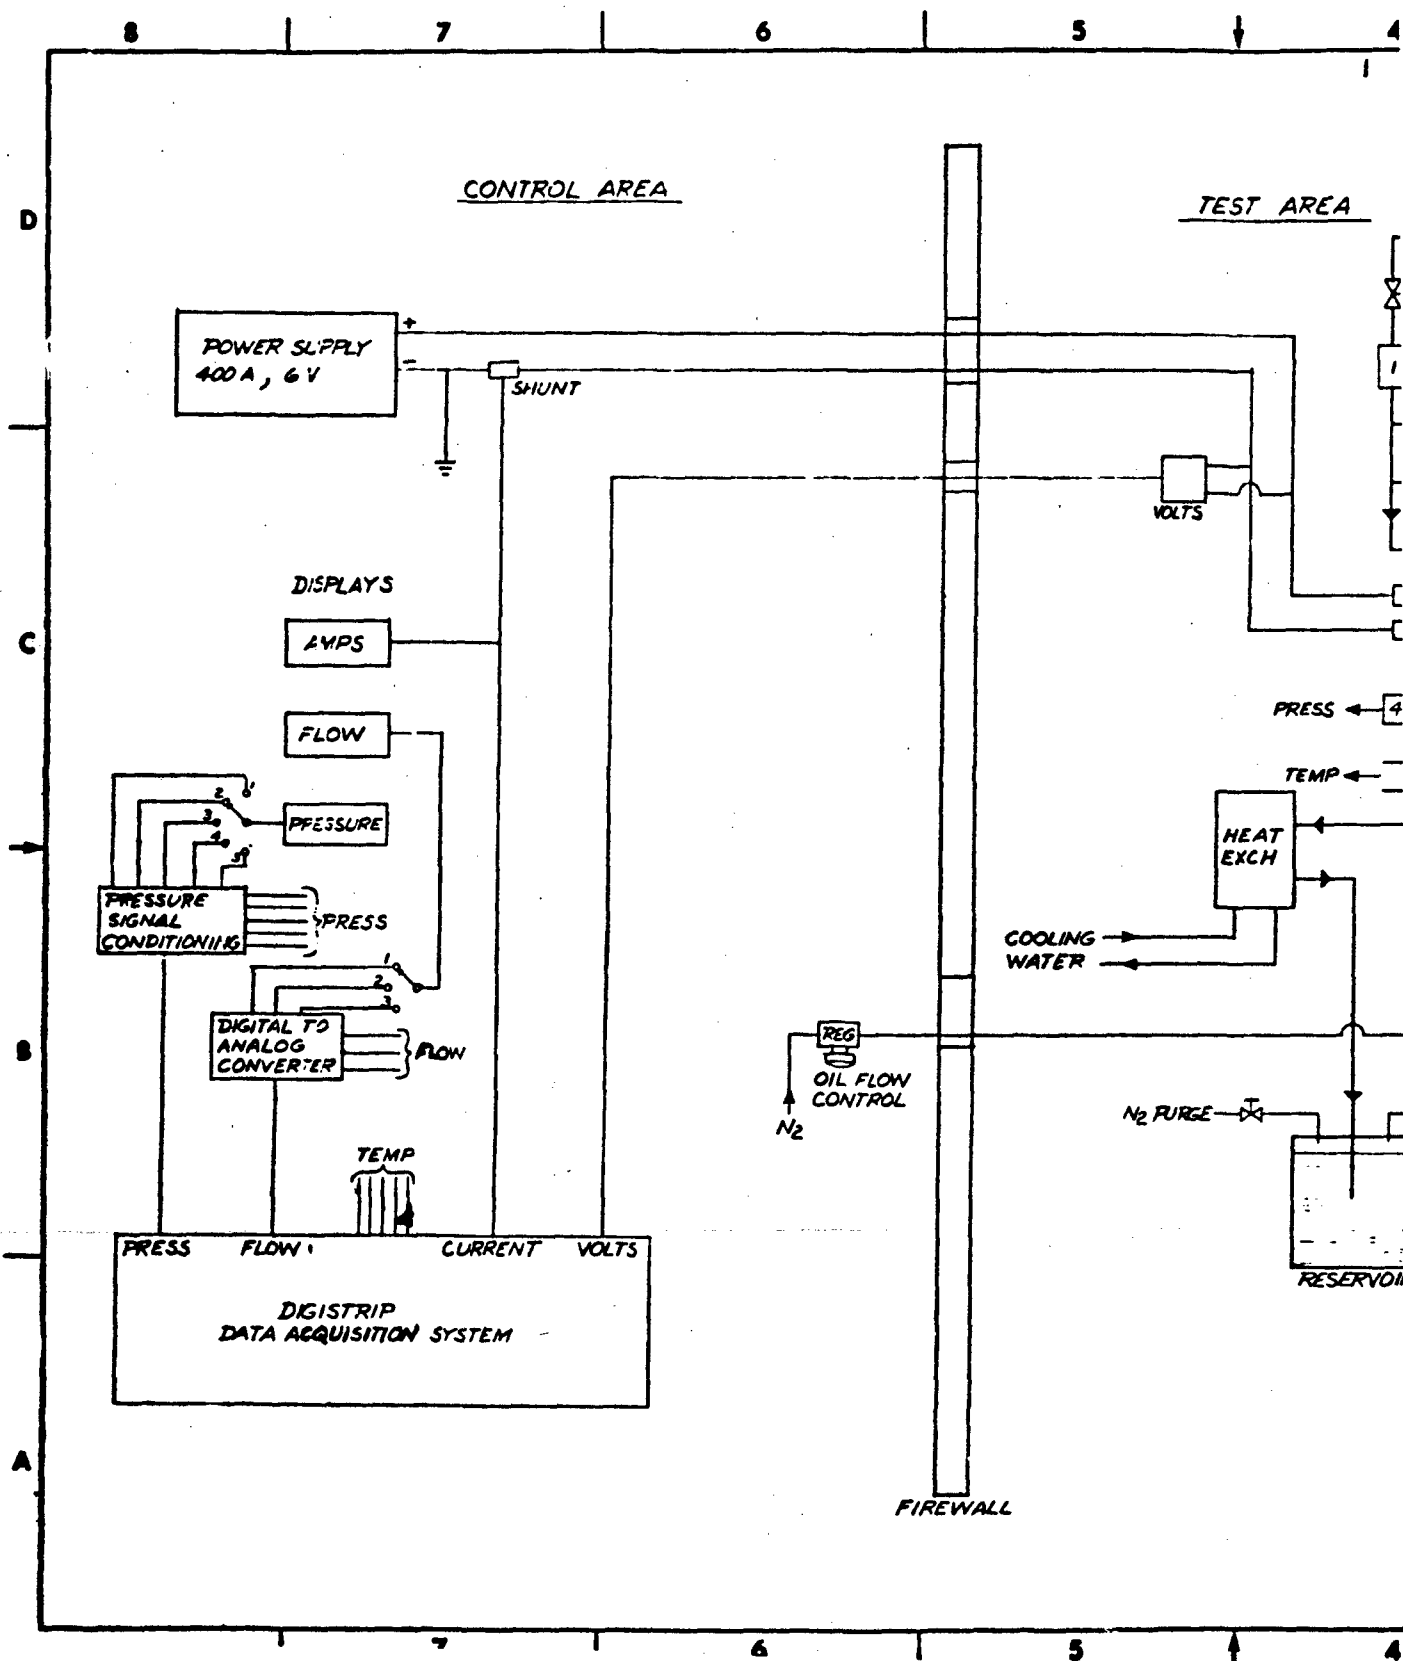 8 7 6 5 4
CONTROL AREA
TEST AREA
D
+
POWER SUPPLY
400 A, 6 V
-
SHUNT
1
VOLTS
DISPLAYS
C
AMPS
FLOW
PRESS
4
TEMP
1
2
3
4
5
PRESSURE
HEAT
EXCH
PRESSURE
SIGNAL
CONDITIONING
PRESS
COOLING
WATER
1
2
3
DIGITAL TO
ANALOG
CONVERTER
FLOW
B
REG
OIL FLOW
CONTROL
N2
N2 PURGE
TEMP
PRESS FLOW CURRENT VOLTS
RESERVOI
DIGISTRIP
DATA ACQUISITION SYSTEM
A
FIREWALL
7 6 5 4